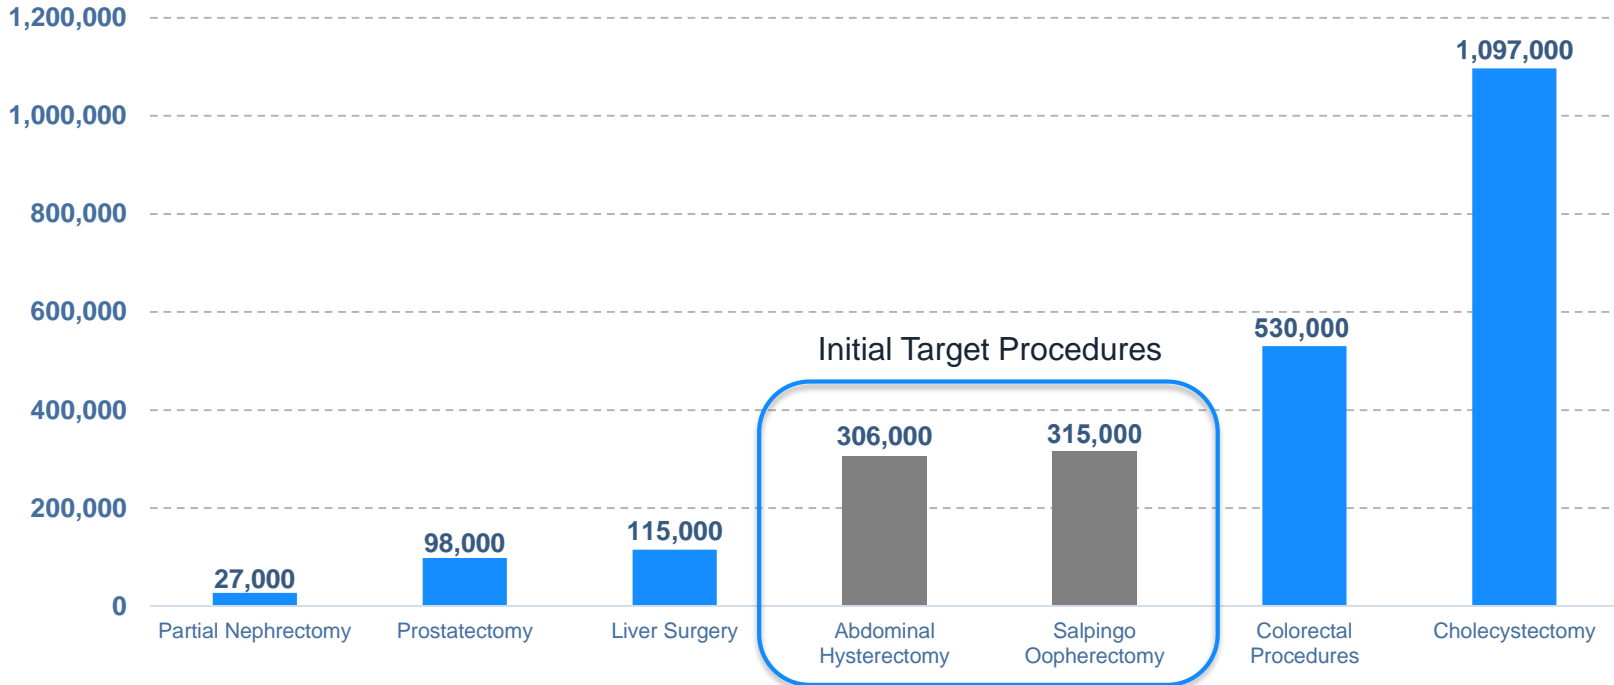 1,200,000
1,000,000
800,000
600,000
400,000
200,000
0
27,000
98,000
115,000
Initial Target Procedures
306,000
315,000
530,000
1,097,000
Partial Nephrectomy
Prostatectomy
Liver Surgery
Abdominal
Hysterectomy
Salpingo
Oopherectomy
Colorectal
Procedures
Cholecystectomy